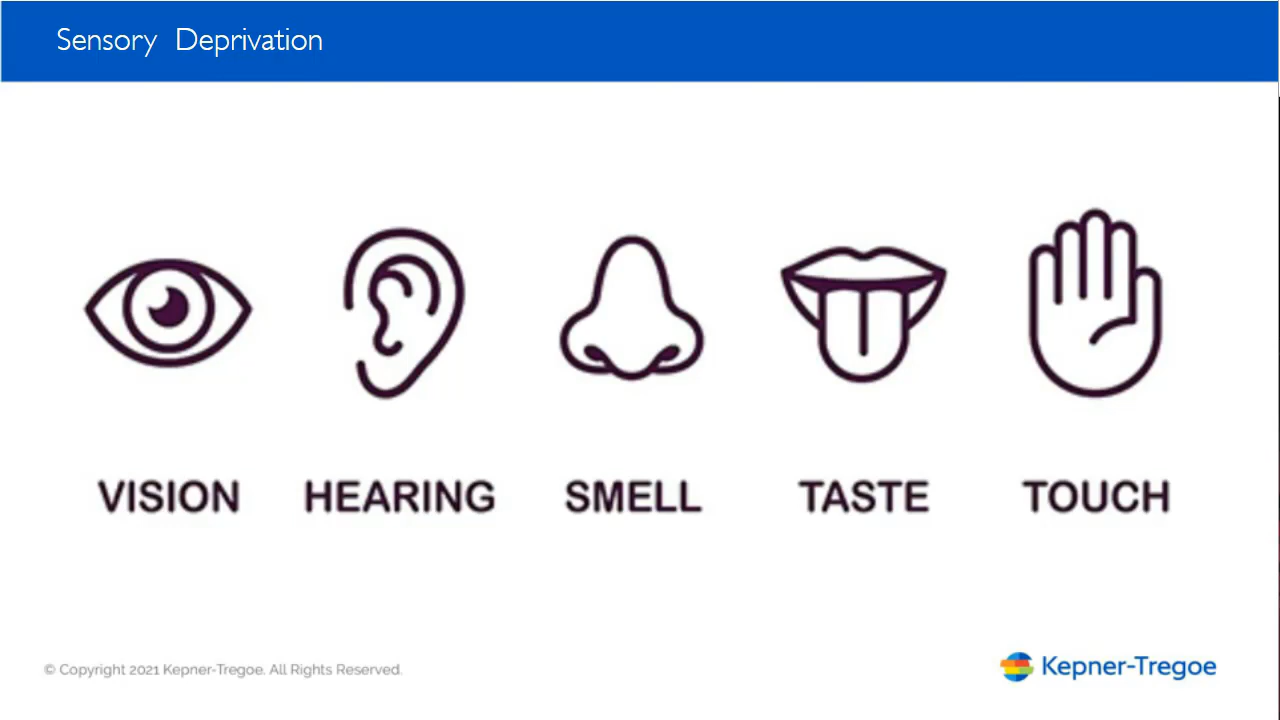 Sensory Deprivation
VISION HEARING SMELL TASTE TOUCH
© Copyright 2021 Kepner-Tregoe. All Rights Reserved.
Kepner-Tregoe